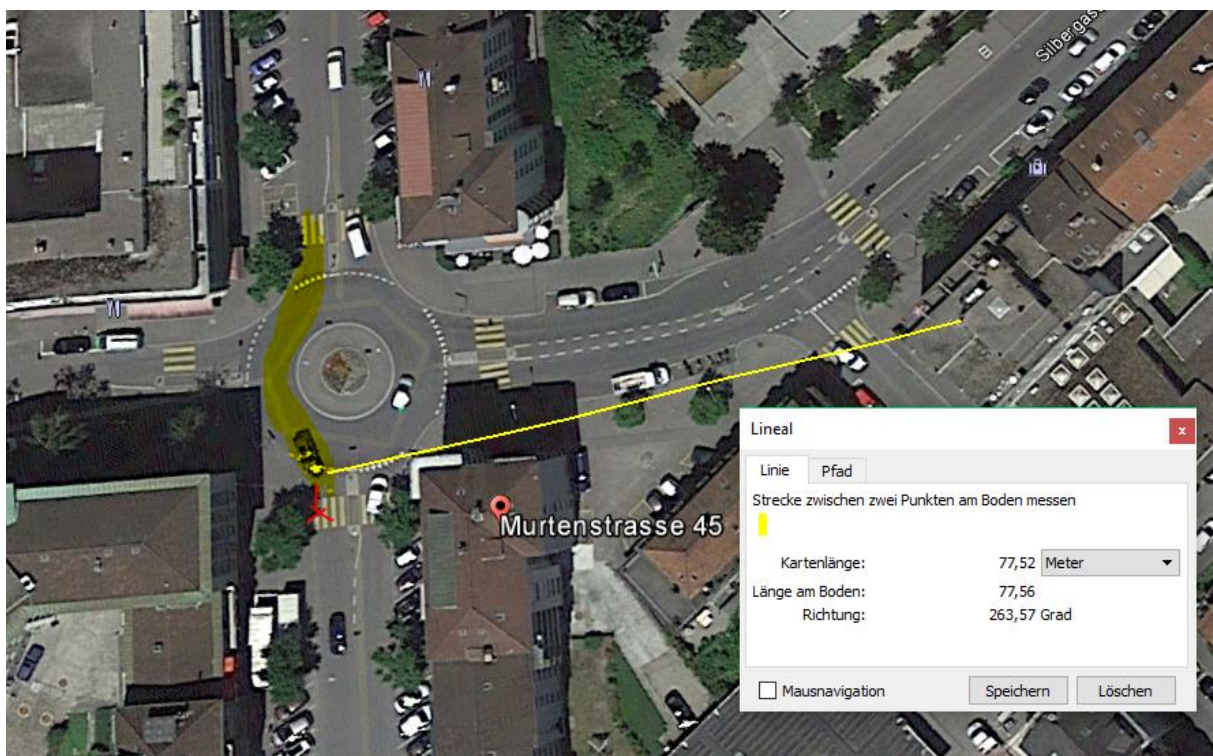 Silbergas
Murtenstrasse 45
Lineal
x
Linie Pfad
Strecke zwischen zwei Punkten am Boden messen
Kartenlänge: 77,52 Meter
Länge am Boden: 77,56
Richtung: 263,57 Grad
Mausnavigation Speichern Löschen